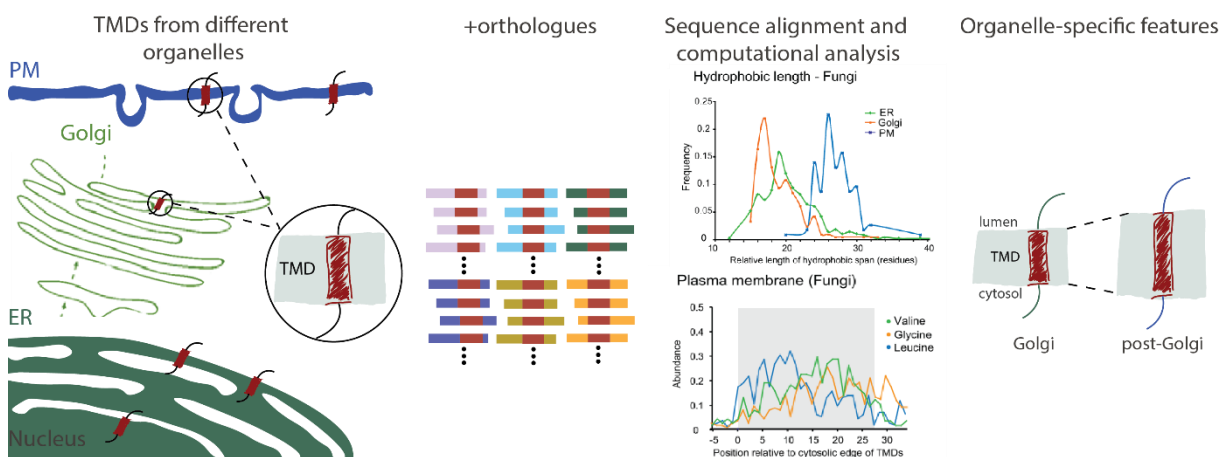 TMDs from different
organelles
PM
Golgi
TMD
ER
Nucleus
+orthologues
Sequence alignment and
computational analysis
Hydrophobic length - Fungi
ER
Golgi
PM
Frequency
0.25
0.2
0.15
0.1
0.05
0
10
20
30
40
Relative length of hydrophobic span (residues)
Plasma membrane (Fungi)
Valine
Glycine
Leucine
Abundance
0.5
0.4
0.3
0.2
0.1
0
-5
0
5
10
15
20
25
30
Position relative to cytosolic edge of TMDs
Organelle-specific features
lumen
TMD
cytosol
Golgi
post-Golgi